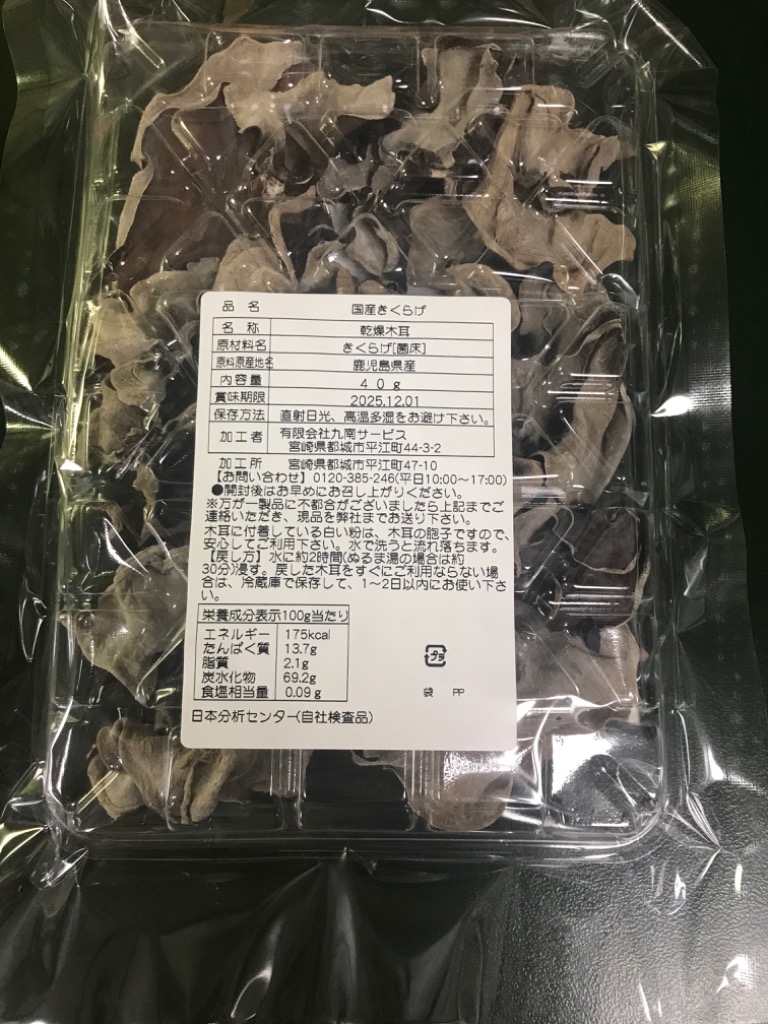 品名 国産きくらげ
名称 乾燥木耳
原材料名 きくらげ[菌床]
原料原産地名 鹿児島県産
内容量 40g
賞味期限 2025.12.01
保存方法 直射日光、高温多湿をお避け下さい。
加工者 有限会社九南サービス
宮崎県都城市平江町44-3-2
加工所 宮崎県都城市平江町47-10
【お問い合わせ】0120-385-246(平日10:00～17:00)
●開封後はお早めにお召し上がりください。
※万が一製品に不都合がございましたら上記までご
連絡いただき、現品を弊社までお送り下さい。
木耳に付着している白い粉は、木耳の胞子ですので、
安心してご利用下さい。水で洗うと流れ落ちます。
【戻し方】水に約2時間(ぬるま湯の場合は約
30分)浸す。戻した木耳をすぐにご利用ならない場
合は、冷蔵庫で保存して、1～2日以内にお使い下さ
い。
栄養成分表示100g当たり
エネルギー 175kcal
たんぱく質 13.7g
脂質 2.1g
炭水化物 69.2g
食塩相当量 0.09g
プラ
袋 PP
日本分析センター(自社検査品)